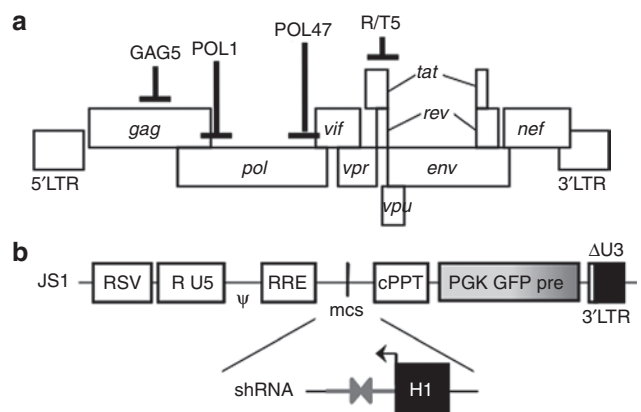 a
GAG5
POL1
POL47
R/T5
tat
gag
vif
rev
nef
5′LTR
pol
vpr
env
3′LTR
vpu
b
JS1
RSV
R U5
ψ
RRE
mcs
cPPT
PGK GFP pre
ΔU3
3′LTR
shRNA
H1